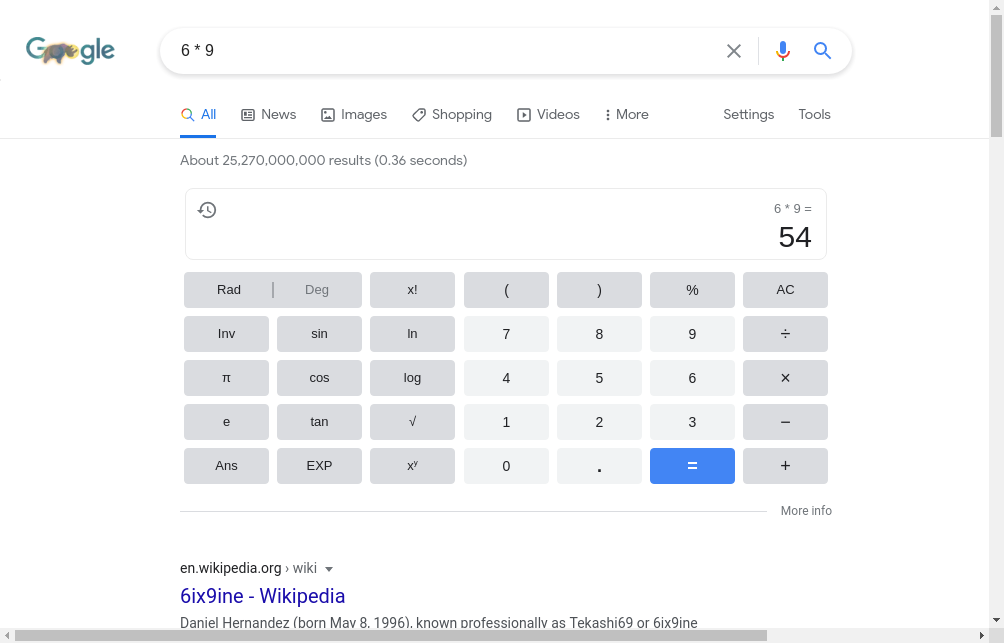 Google
6 * 9
All News Images Shopping Videos More Settings Tools
About 25,270,000,000 results (0.36 seconds)
6 * 9 =
54
Rad | Deg x! ( ) % AC
Inv sin ln 7 8 9 ÷
π cos log 4 5 6 ×
e tan √ 1 2 3 −
Ans EXP xʸ 0 . = +
More info
en.wikipedia.org › wiki
6ix9ine - Wikipedia
Daniel Hernandez (born May 8, 1996), known professionally as Tekashi69 or 6ix9ine